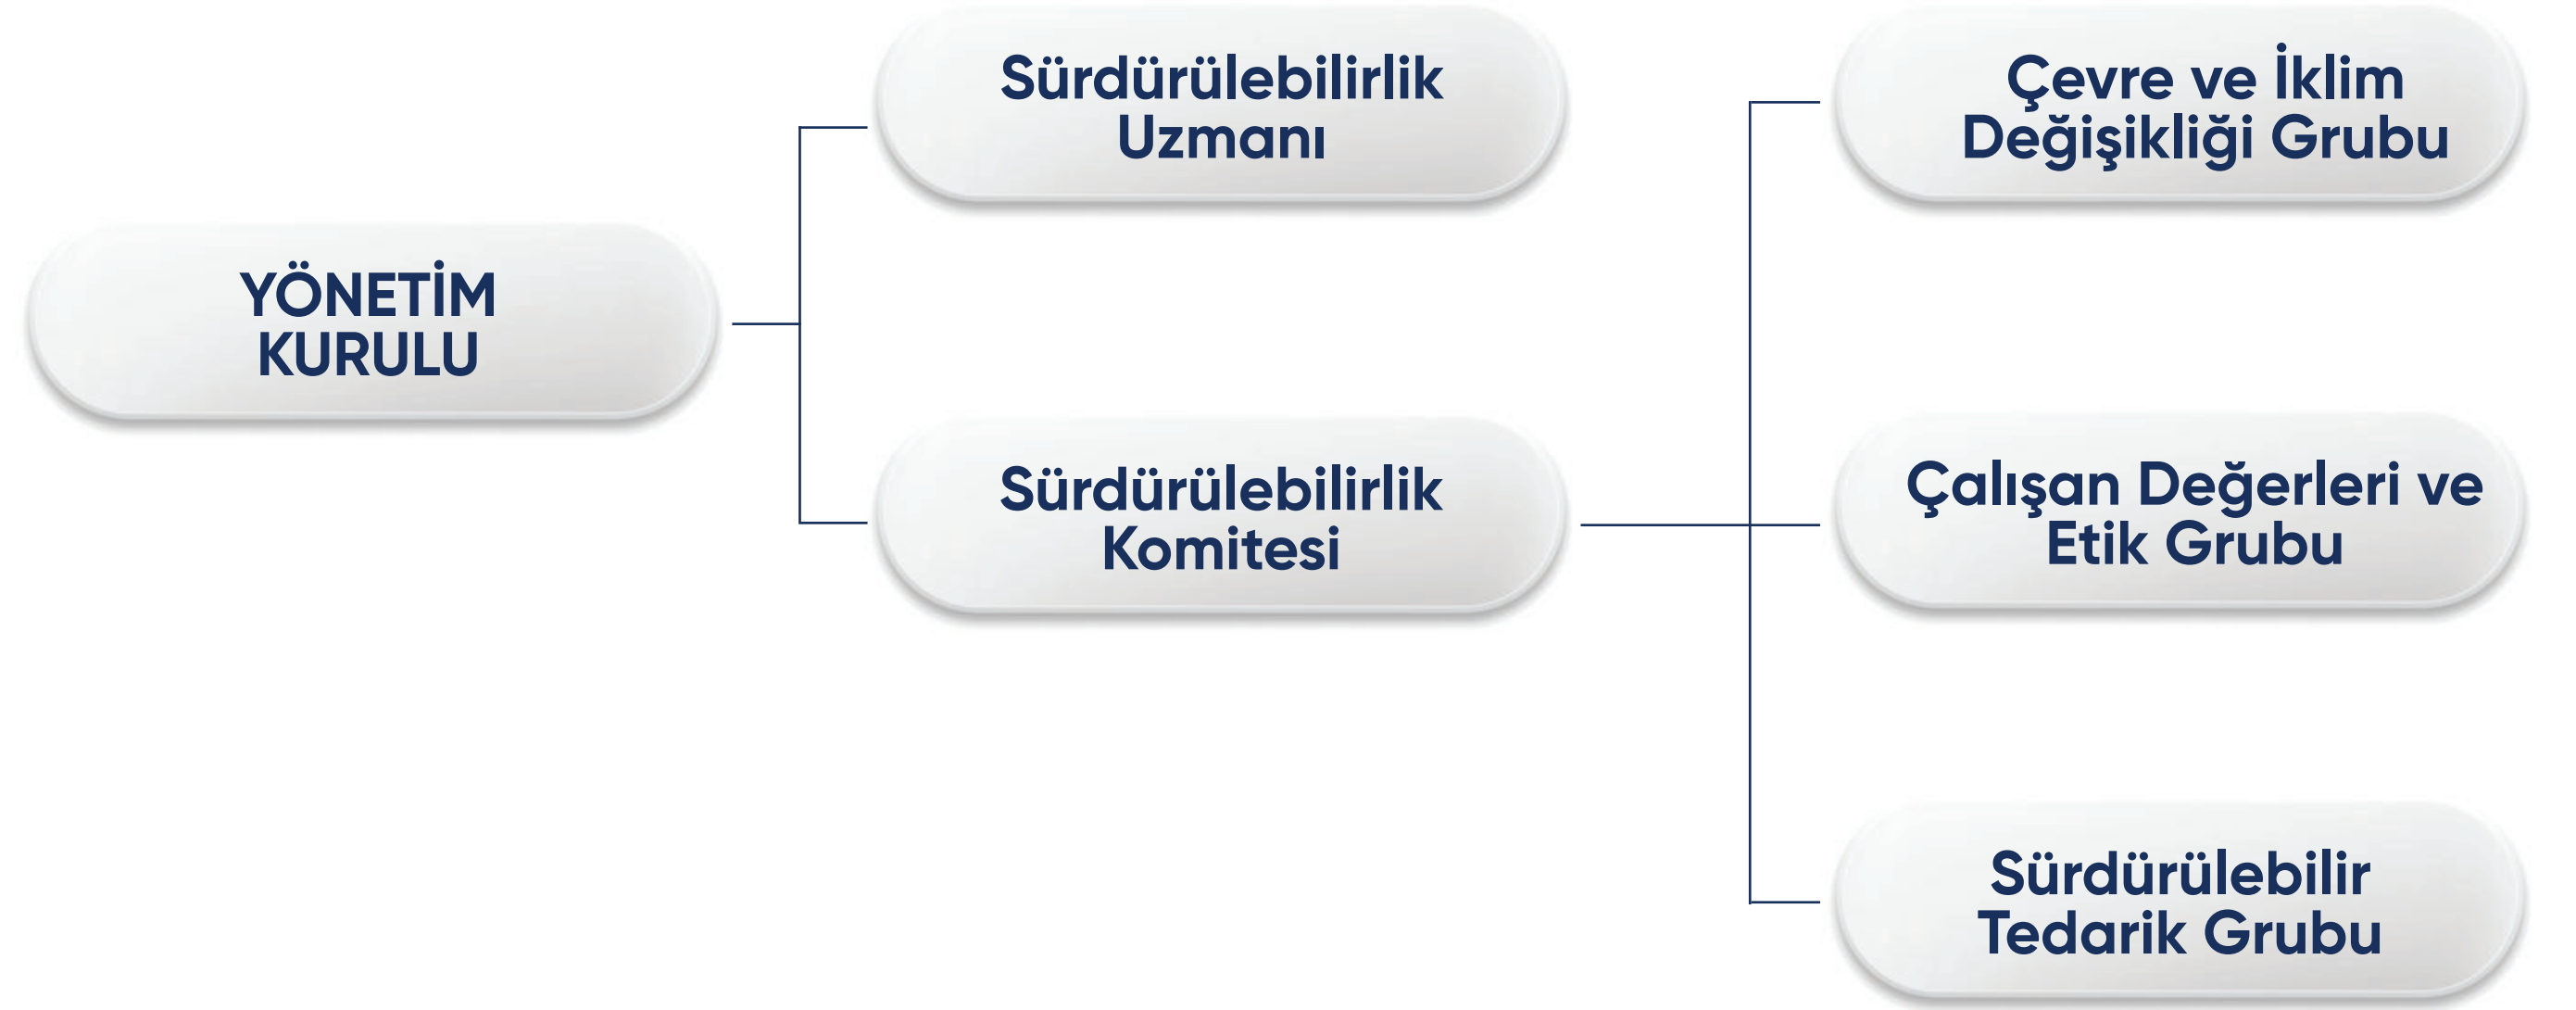 YÖNETİM
KURULU
Sürdürülebilirlik
Uzmanı
Sürdürülebilirlik
Komitesi
Çevre ve İklim
Değişikliği Grubu
Çalışan Değerleri ve
Etik Grubu
Sürdürülebilir
Tedarik Grubu